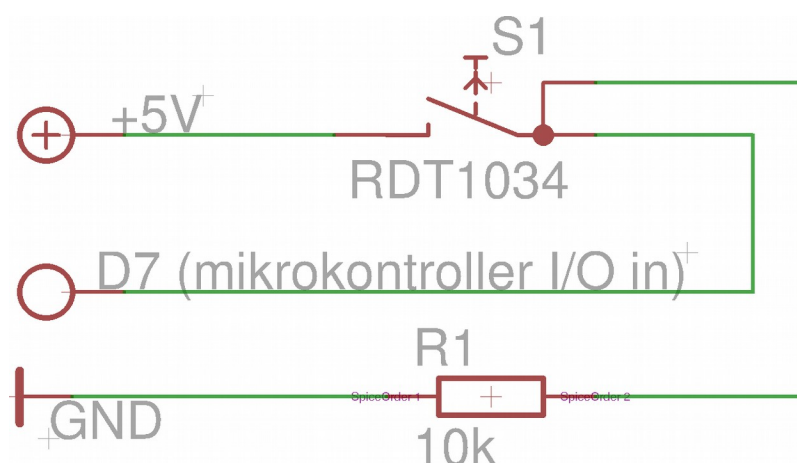 S1
+5V
RDT1034
D7 (mikrokontroller I/O in)
R1
SpiceOrder 1
SpiceOrder 2
GND
10k